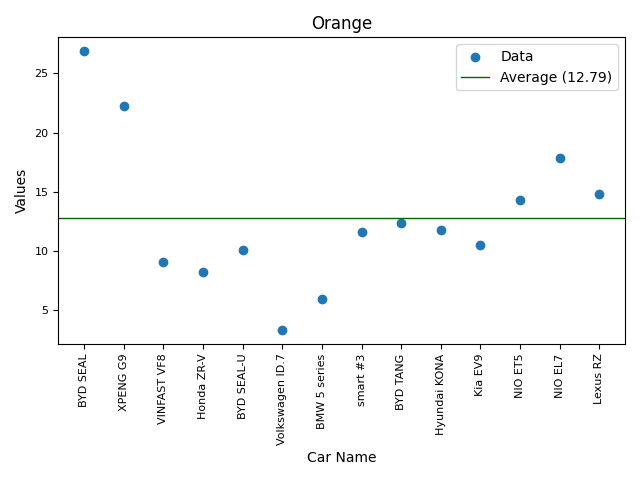 Orange
Data
Average (12.79)
Values
25
20
15
10
5
BYD SEAL
XPENG G9
VINFAST VF8
Honda ZR-V
BYD SEAL-U
Volkswagen ID.7
BMW 5 series
smart #3
BYD TANG
Hyundai KONA
Kia EV9
NIO ET5
NIO EL7
Lexus RZ
Car Name